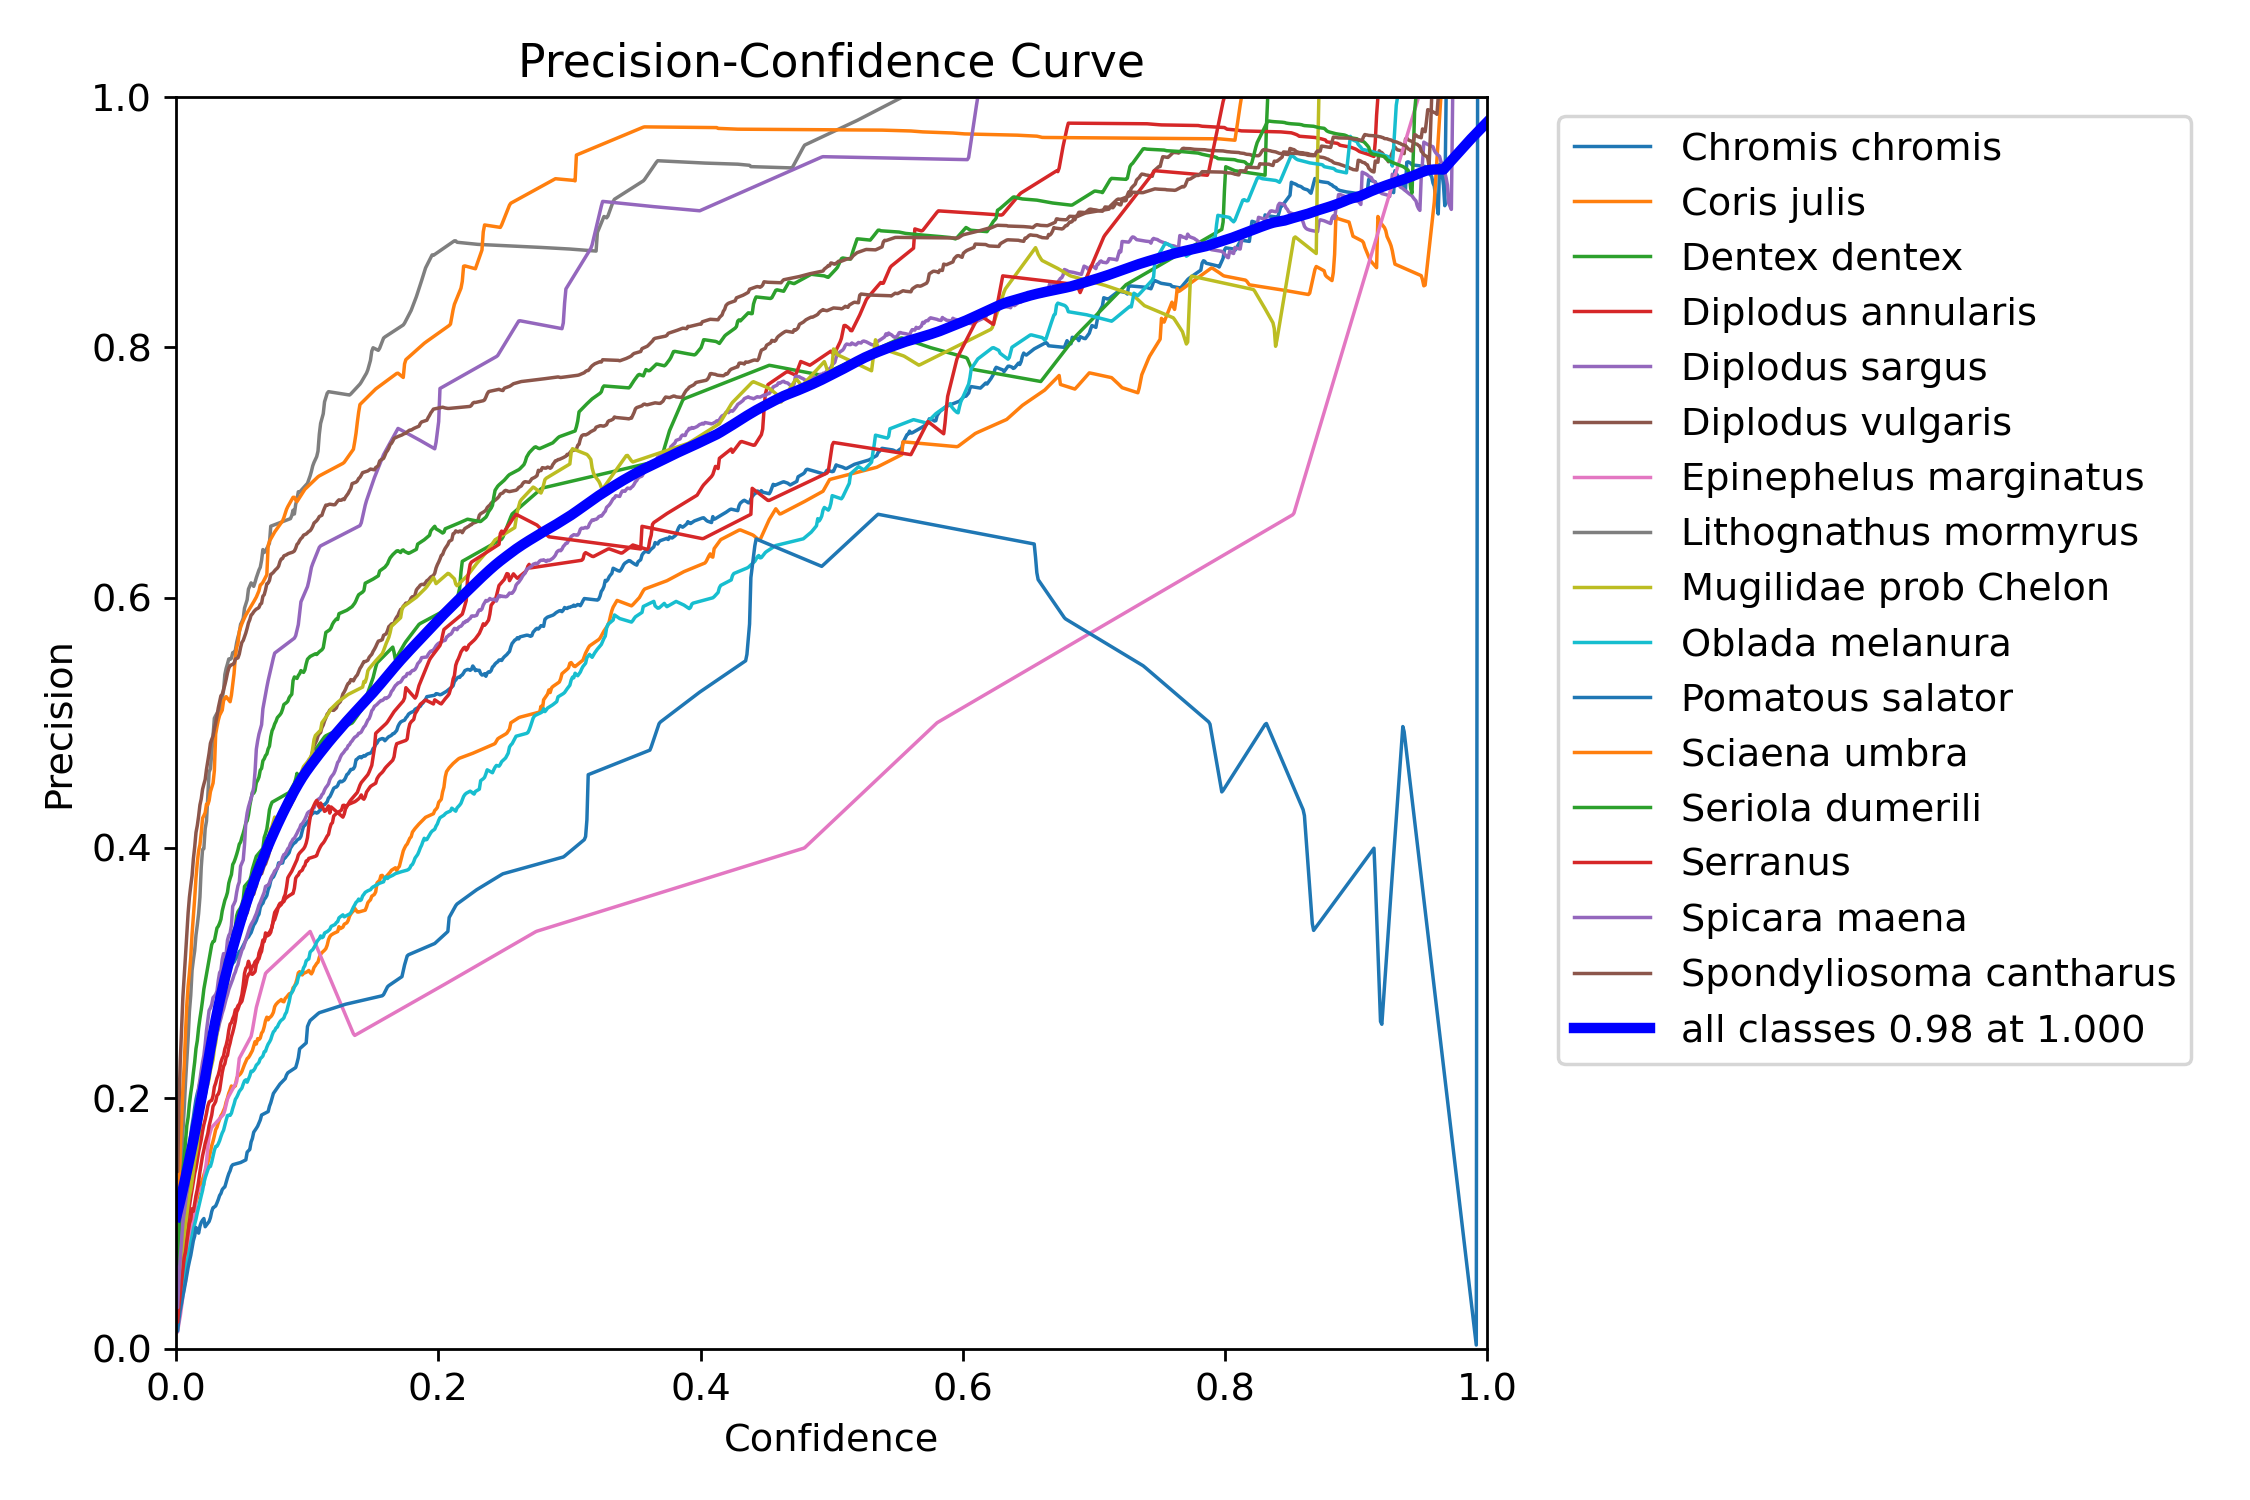 Precision-Confidence Curve
1.0
0.8
0.6
0.4
0.2
0.0
Precision
0.0 0.2 0.4 0.6 0.8 1.0
Confidence
Chromis chromis
Coris julis
Dentex dentex
Diplodus annularis
Diplodus sargus
Diplodus vulgaris
Epinephelus marginatus
Lithognathus mormyrus
Mugilidae prob Chelon
Oblada melanura
Pomatous salator
Sciaena umbra
Seriola dumerili
Serranus
Spicara maena
Spondyliosoma cantharus
all classes 0.98 at 1.000